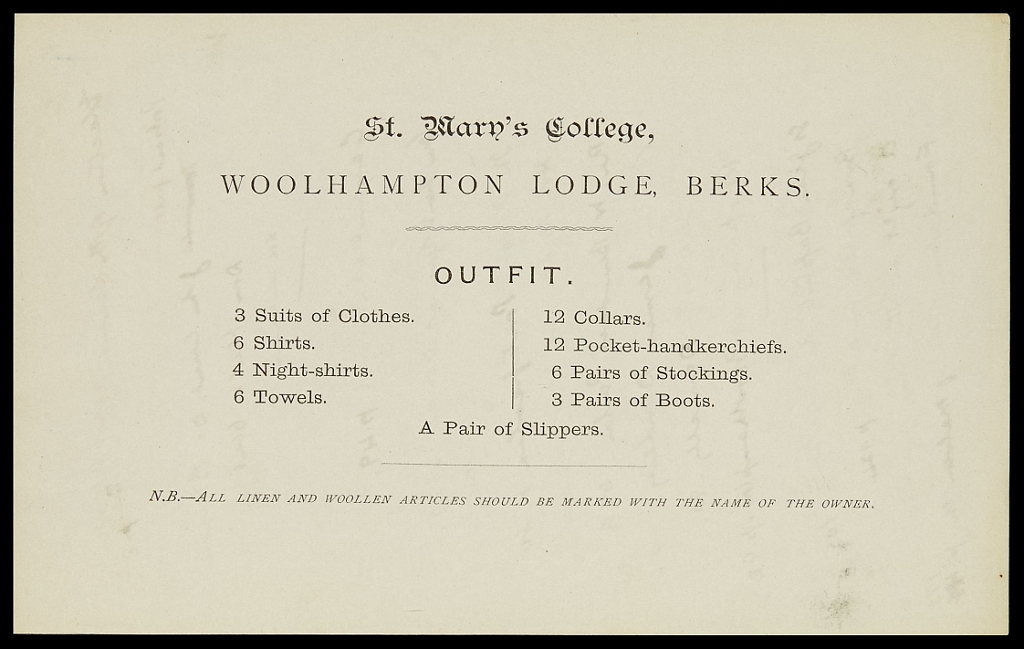 St. Mary's College,
WOOLHAMPTON LODGE, BERKS.
OUTFIT.
3 Suits of Clothes.
6 Shirts.
4 Night-shirts.
6 Towels.
12 Collars.
12 Pocket-handkerchiefs.
6 Pairs of Stockings.
3 Pairs of Boots.
A Pair of Slippers.
N.B.—ALL LINEN AND WOOLLEN ARTICLES SHOULD BE MARKED WITH THE NAME OF THE OWNER.